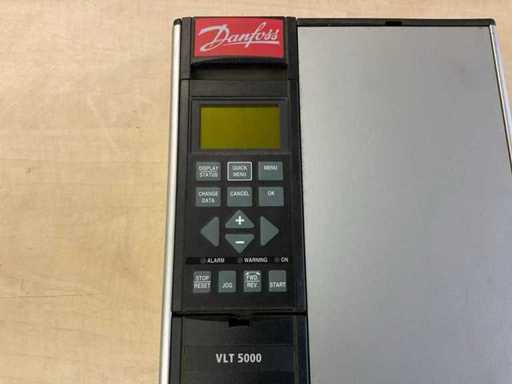 Danfoss
DISPLAY STATUS
QUICK MENU
MENU
CHANGE DATA
CANCEL
OK
+
-
ALARM
WARNING
ON
STOP RESET
JOG
FWD. REV.
START
VLT 5000